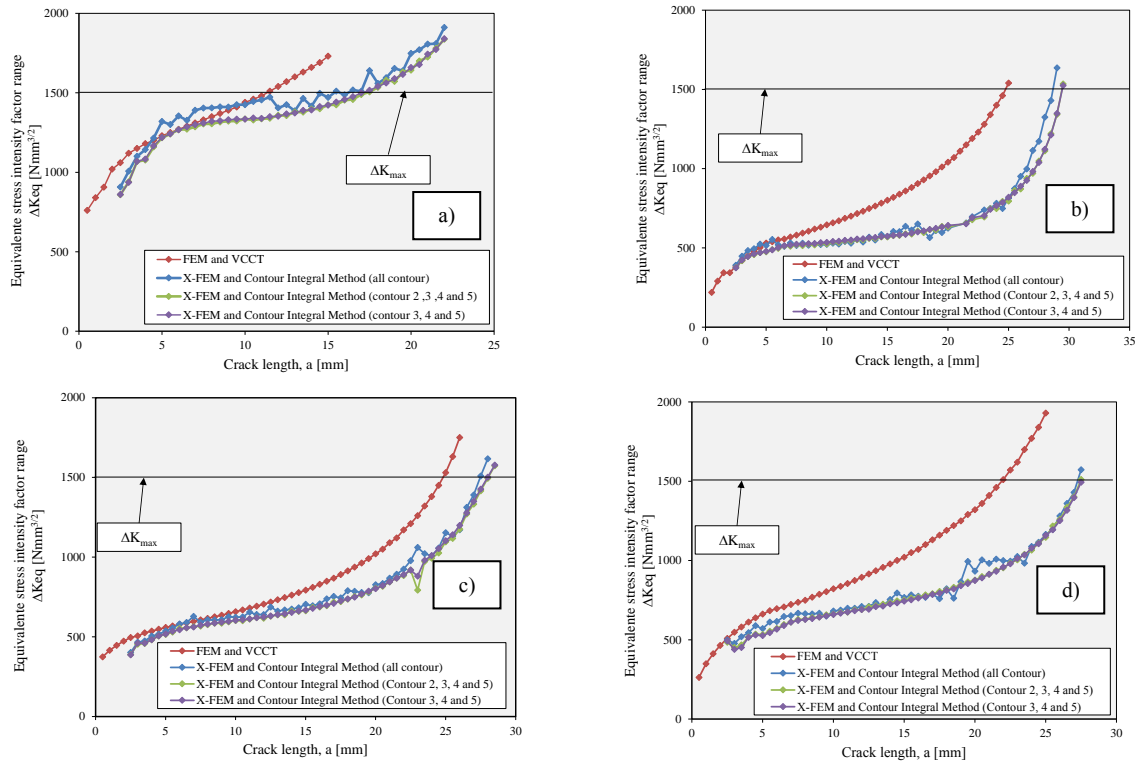 2000
1500
1000
500
0
0
5
10
15
20
25
Equivalente stress intensity factor range
ΔKeq [Nmm3/2]
Crack length, a [mm]
ΔKmax
a)
FEM and VCCT
X-FEM and Contour Integral Method (all contour)
X-FEM and Contour Integral Method (contour 2, 3 ,4 and 5)
X-FEM and Contour Integral Method (contour 3, 4 and 5)
2000
1500
1000
500
0
0
5
10
15
20
25
30
35
Equivalente stress intensity factor range
ΔKeq [Nmm3/2]
Crack length, a [mm]
ΔKmax
b)
FEM and VCCT
X-FEM and Contour Integral Method (all contour)
X-FEM and Contour Integral Method (Contour 2, 3, 4 and 5)
X-FEM and Contour Integral Method (Contour 3, 4 and 5)
2000
1500
1000
500
0
0
5
10
15
20
25
30
Equivalente stress intensity factor range
ΔKeq [Nmm3/2]
Crack length, a [mm]
ΔKmax
c)
FEM and VCCT
X-FEM and Contour Integral Method (all contour)
X-FEM and Contour Integral Method (Contour 2, 3, 4 and 5)
X-FEM and Contour Integral Method (Contour 3, 4 and 5)
2000
1500
1000
500
0
0
5
10
15
20
25
30
Equivalente stress intensity factor range
ΔKeq [Nmm3/2]
Crack length, a [mm]
ΔKmax
d)
FEM and VCCT
X-FEM and Contour Integral Method (all Contour)
X-FEM and Contour Integral Method (Contour 2, 3, 4 and 5)
X-FEM and Contour Integral Method (Contour 3, 4 and 5)